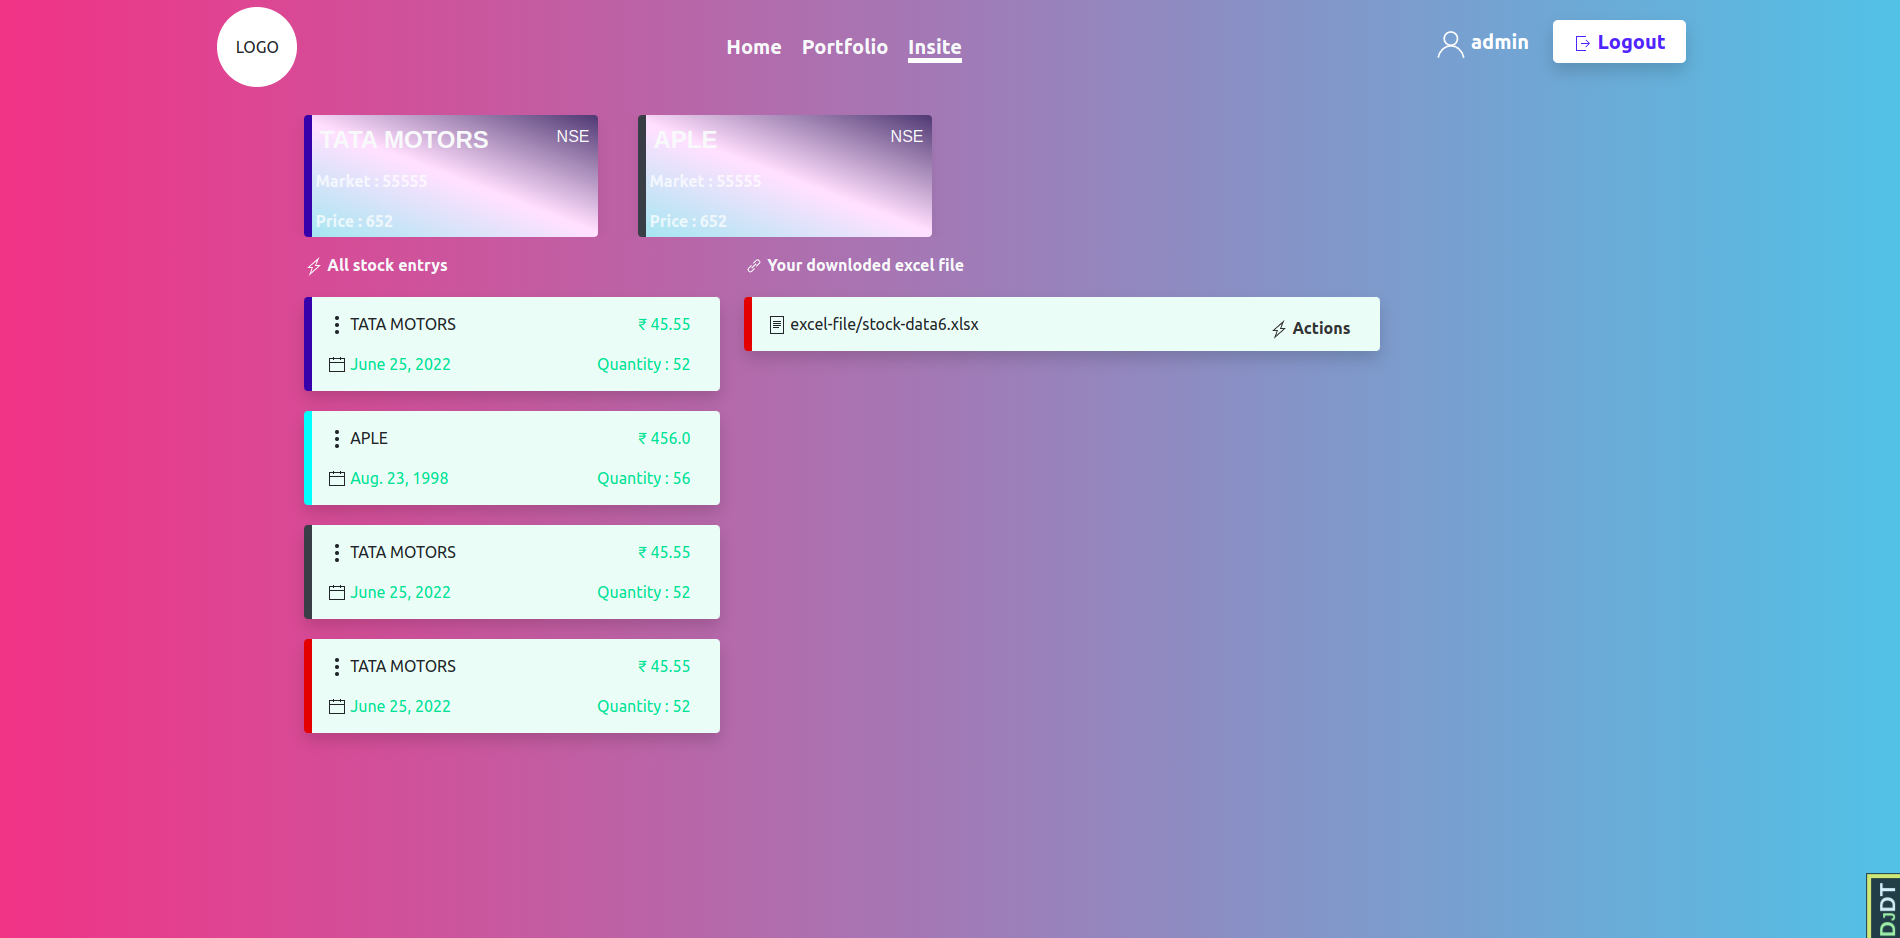 LOGO
Home Portfolio Insite
admin
Logout
TATA MOTORS NSE
Market : 55555
Price : 652
APLE NSE
Market : 55555
Price : 652
All stock entrys
TATA MOTORS ₹ 45.55
June 25, 2022 Quantity : 52
APLE ₹ 456.0
Aug. 23, 1998 Quantity : 56
TATA MOTORS ₹ 45.55
June 25, 2022 Quantity : 52
TATA MOTORS ₹ 45.55
June 25, 2022 Quantity : 52
Your downloded excel file
excel-file/stock-data6.xlsx Actions
DJDT